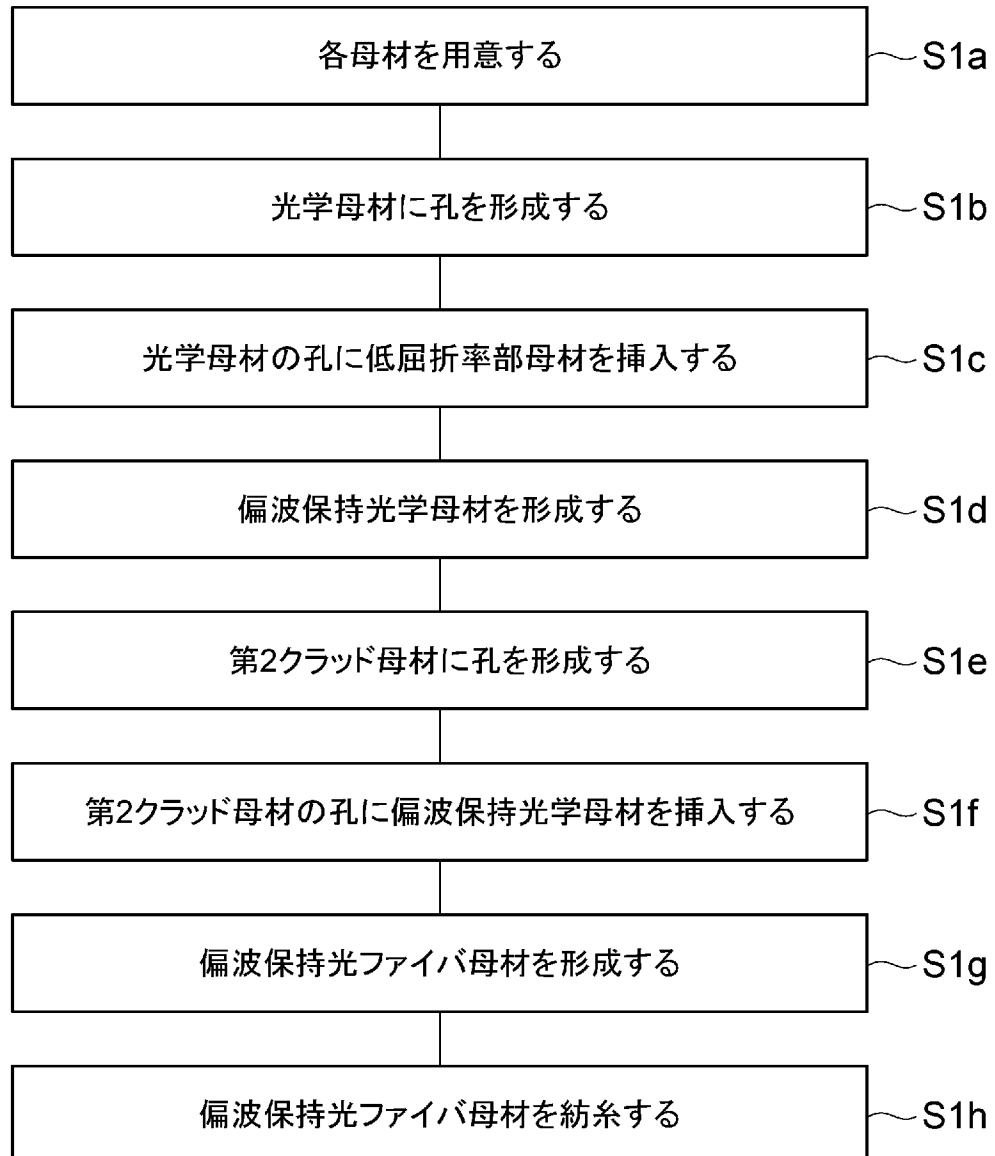 各母材を用意する S1a
光学母材に孔を形成する S1b
光学母材の孔に低屈折率部母材を挿入する S1c
偏波保持光学母材を形成する S1d
第2クラッド母材に孔を形成する S1e
第2クラッド母材の孔に偏波保持光学母材を挿入する S1f
偏波保持光ファイバ母材を形成する S1g
偏波保持光ファイバ母材を紡糸する S1h